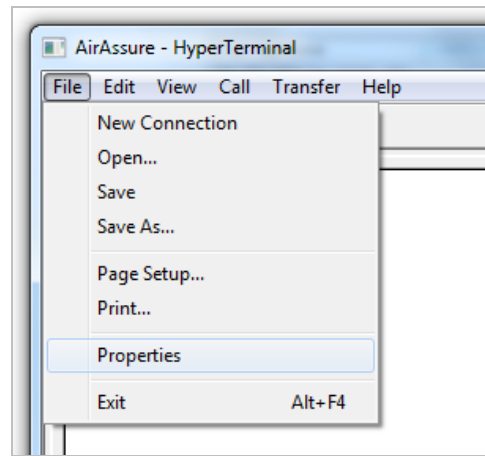 AirAssure - HyperTerminal
File Edit View Call Transfer Help
New Connection
Open...
Save
Save As...
Page Setup...
Print...
Properties
Exit Alt+F4